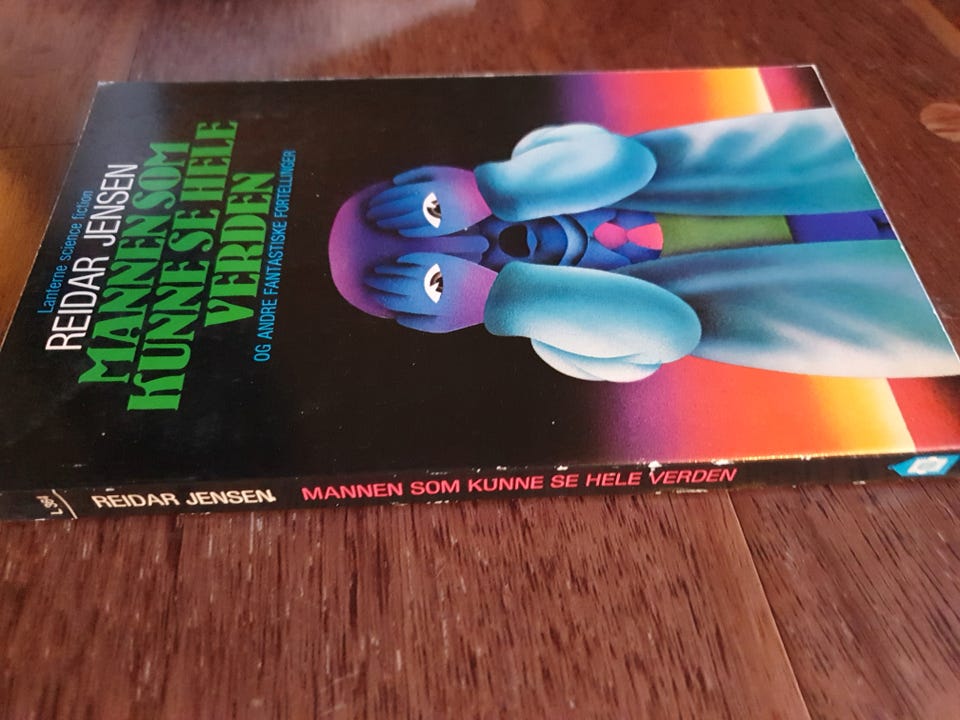 Lanterne science fiction
REIDAR JENSEN
MANNEN SOM
KUNNE SE HELE
VERDEN
OG ANDRE FANTASTISKE FORTELLINGER
REIDAR JENSEN
MANNEN SOM KUNNE SE HELE VERDEN